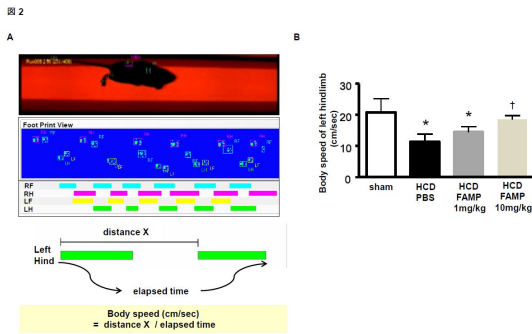 図 2
A
B
Foot Print View
RF
RH
LF
LH
distance X
Left
Hind
elapsed time
Body speed (cm/sec)
= distance X / elapsed time
Body speed of left hindlimb
(cm/sec)
30
20
10
0
*
*
†
sham
HCD
PBS
HCD
FAMP
1mg/kg
HCD
FAMP
10mg/kg